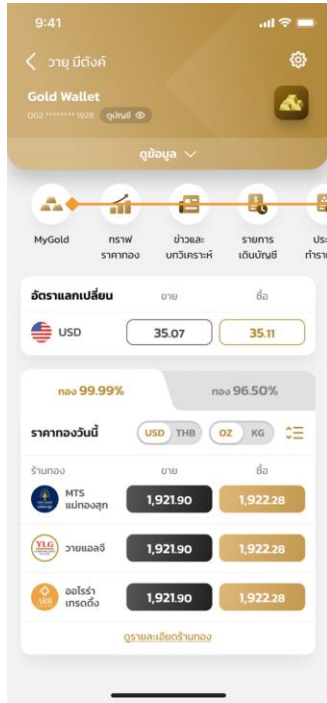 9:41
วายุ มีตังค์
Gold Wallet
002 ******** 1928 ดูบัญชี
ดูข้อมูล
MyGold
กราฟ
ราคาทอง
ข่าวและ
บทวิเคราะห์
รายการ
เดินบัญชี
อัตราแลกเปลี่ยน ขาย ซื้อ
USD 35.07 35.11
ทอง 99.99% ทอง 96.50%
ราคาทองวันนี้ USD THB OZ KG
ร้านทอง ขาย ซื้อ
MTS
แม่ทองสุก 1,921.90 1,922.28
YLG วายแอลจี 1,921.90 1,922.28
ARR ออโรร่า
เทรดดิ้ง 1,921.90 1,922.28
ดูรายละเอียดร้านทอง